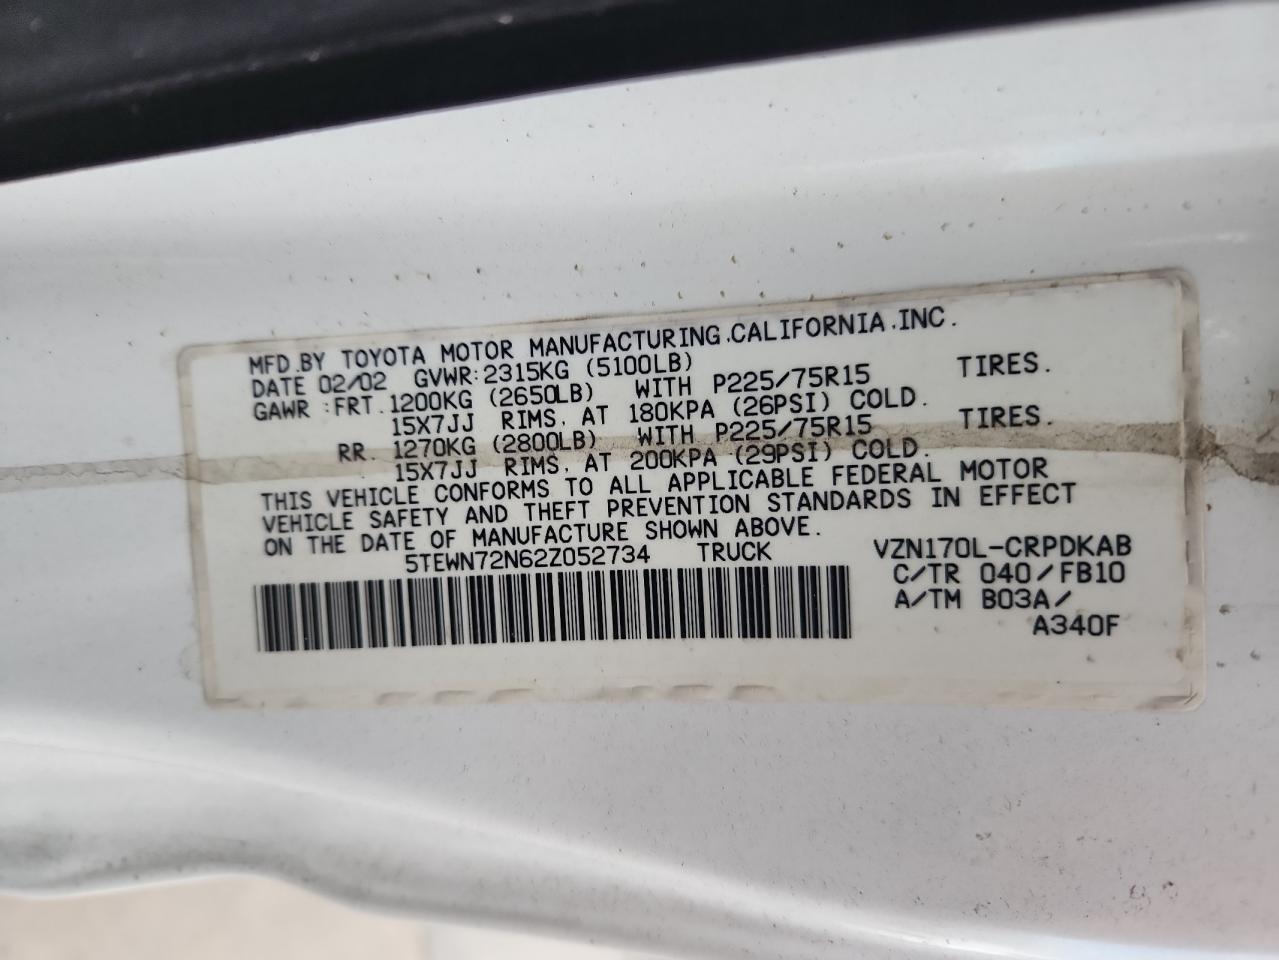 MFD.BY TOYOTA MOTOR MANUFACTURING.CALIFORNIA.INC.
DATE 02/02 GVWR:2315KG (5100LB)
GAWR :FRT.1200KG (2650LB) WITH P225/75R15 TIRES.
15X7JJ RIMS. AT 180KPA (26PSI) COLD.
RR. 1270KG (2800LB) WITH P225/75R15 TIRES.
15X7JJ RIMS. AT 200KPA (29PSI) COLD.
THIS VEHICLE CONFORMS TO ALL APPLICABLE FEDERAL MOTOR
VEHICLE SAFETY AND THEFT PREVENTION STANDARDS IN EFFECT
ON THE DATE OF MANUFACTURE SHOWN ABOVE.
5TEWN72N62Z052734 TRUCK VZN170L-CRPDKAB
C/TR 040/FB10
A/TM B03A/
A340F